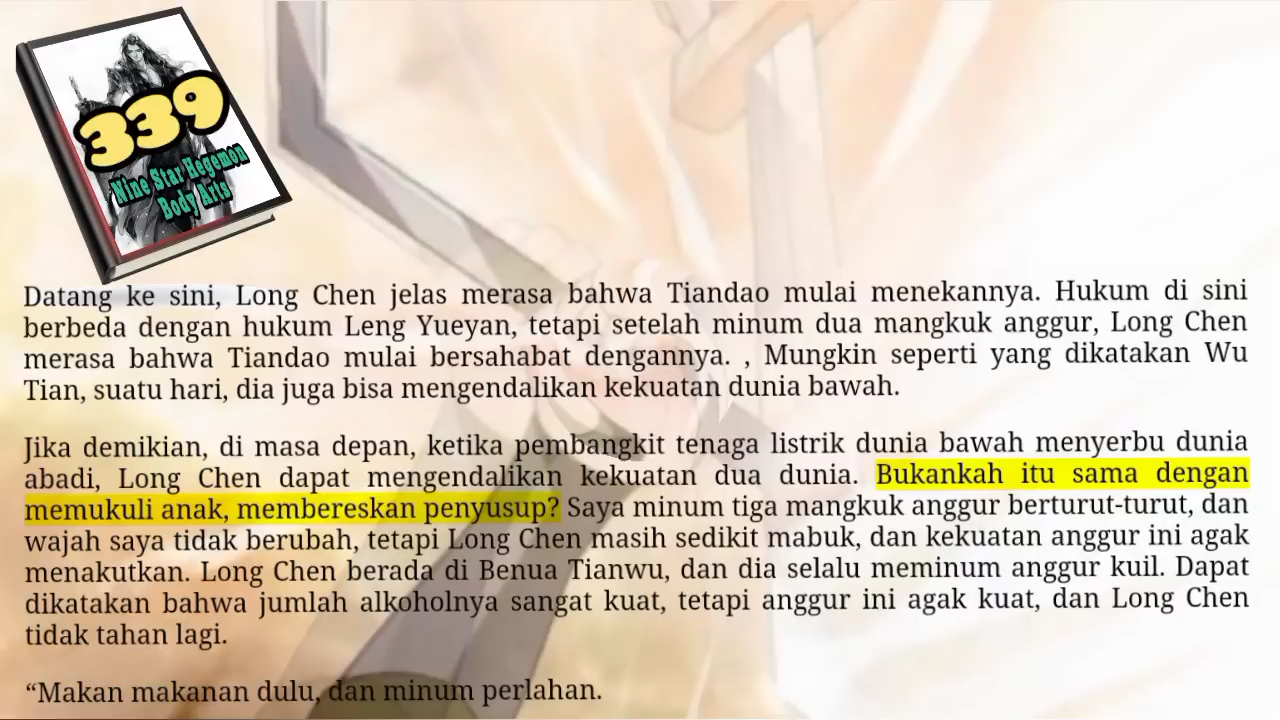 339
Nine Star Hegemon
Body Arts
Datang ke sini, Long Chen jelas merasa bahwa Tiandao mulai menekannya. Hukum di sini
berbeda dengan hukum Leng Yueyan, tetapi setelah minum dua mangkuk anggur, Long Chen
merasa bahwa Tiandao mulai bersahabat dengannya. , Mungkin seperti yang dikatakan Wu
Tian, suatu hari, dia juga bisa mengendalikan kekuatan dunia bawah.
Jika demikian, di masa depan, ketika pembangkit tenaga listrik dunia bawah menyerbu dunia
abadi, Long Chen dapat mengendalikan kekuatan dua dunia. Bukankah itu sama dengan
memukuli anak, membereskan penyusup? Saya minum tiga mangkuk anggur berturut-turut, dan
wajah saya tidak berubah, tetapi Long Chen masih sedikit mabuk, dan kekuatan anggur ini agak
menakutkan. Long Chen berada di Benua Tianwu, dan dia selalu meminum anggur kuil. Dapat
dikatakan bahwa jumlah alkoholnya sangat kuat, tetapi anggur ini agak kuat, dan Long Chen
tidak tahan lagi.
“Makan makanan dulu, dan minum perlahan.